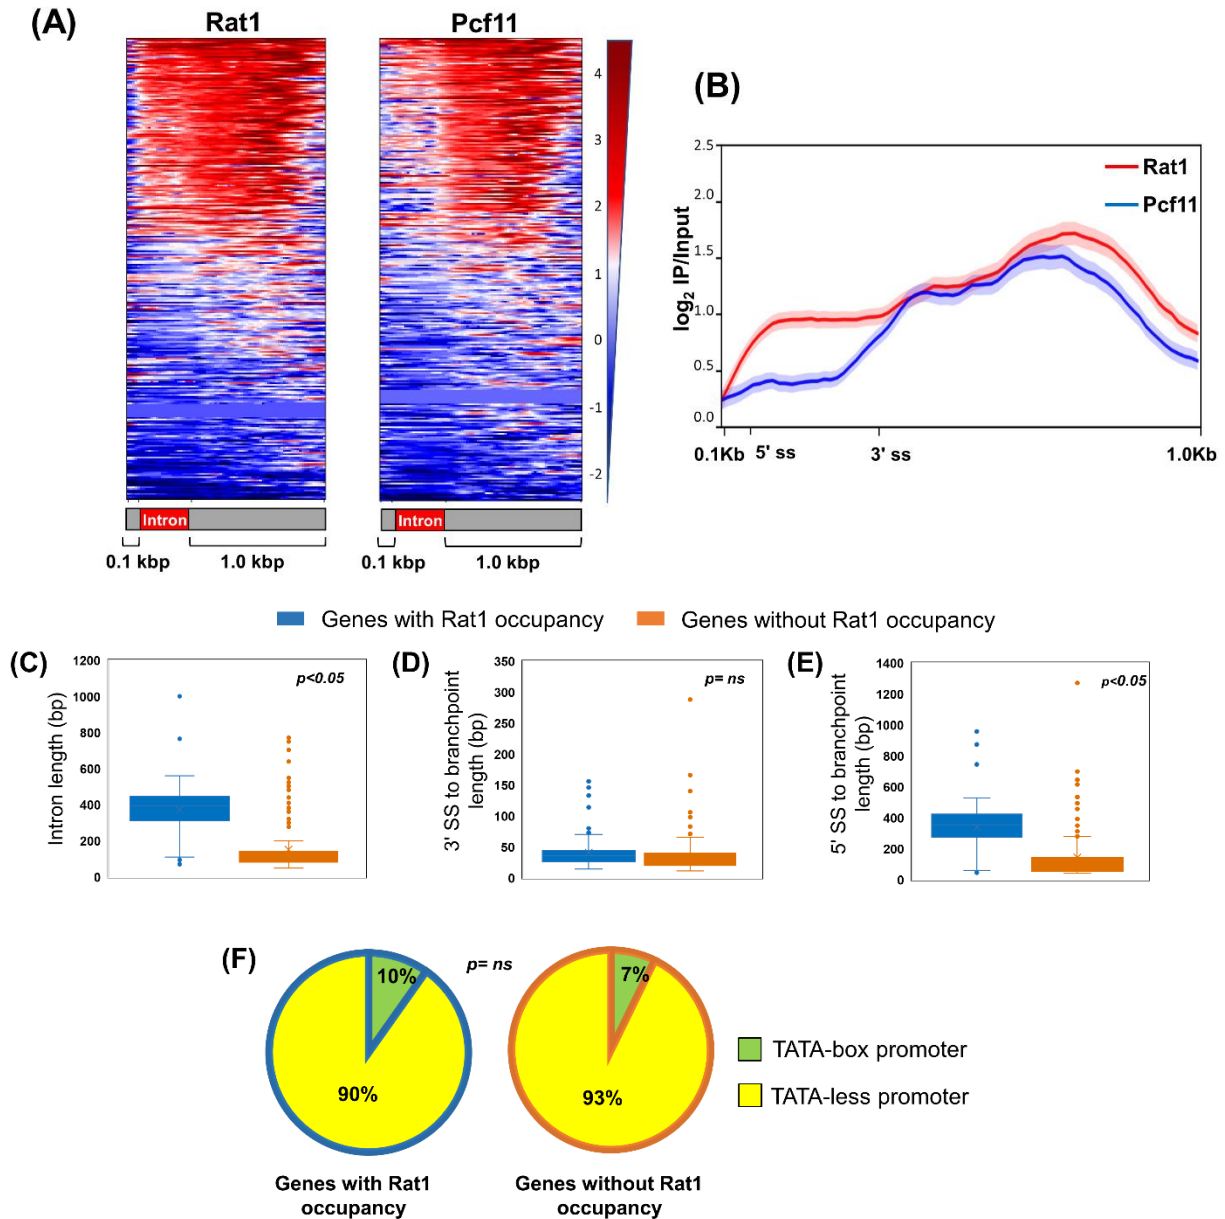 (A)
Rat1
Pcf11
4
3
2
1
0
-1
-2
Intron
Intron
0.1 kbp
1.0 kbp
0.1 kbp
1.0 kbp
(B)
log2 IP/Input
2.5
2.0
1.5
1.0
0.5
0.0
Rat1
Pcf11
0.1Kb
5' ss
3' ss
1.0Kb
Genes with Rat1 occupancy
Genes without Rat1 occupancy
(C)
Intron length (bp)
1200
1000
800
600
400
200
0
p<0.05
(D)
3' SS to branchpoint
length (bp)
350
300
250
200
150
100
50
0
p= ns
(E)
5' SS to branchpoint
length (bp)
1400
1200
1000
800
600
400
200
0
p<0.05
(F)
10%
90%
p= ns
7%
93%
TATA-box promoter
TATA-less promoter
Genes with Rat1
occupancy
Genes without Rat1
occupancy